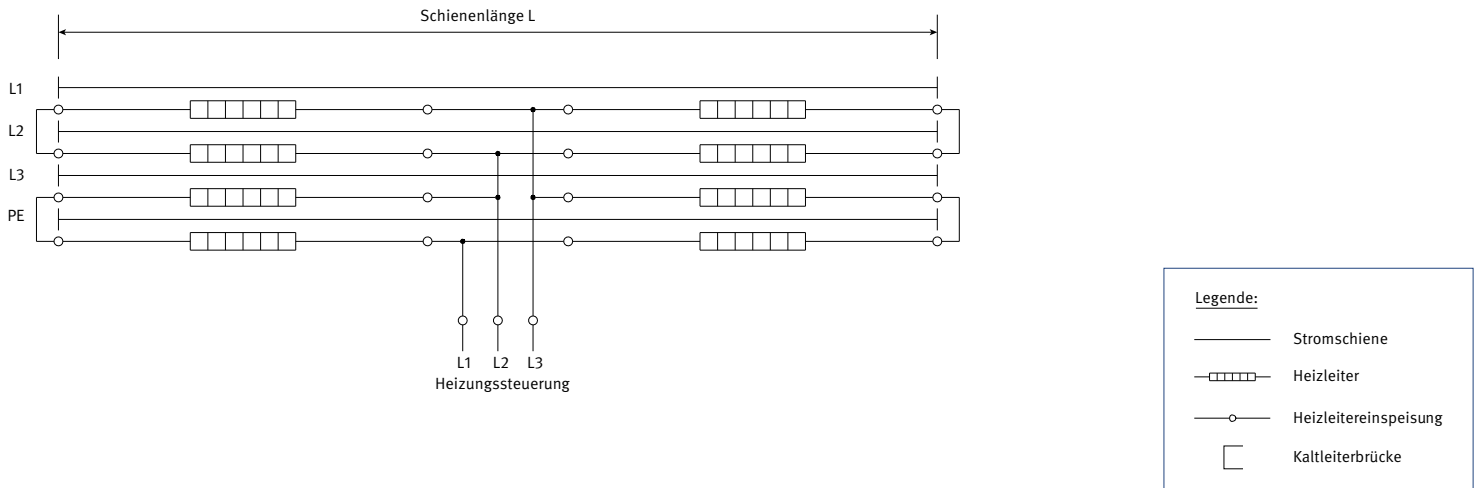 Schienenlänge L
L1
L2
L3
PE
L1 L2 L3
Heizungssteuerung
Legende:
Stromschiene
Heizleiter
Heizleitereinspeisung
Kaltleiterbrücke